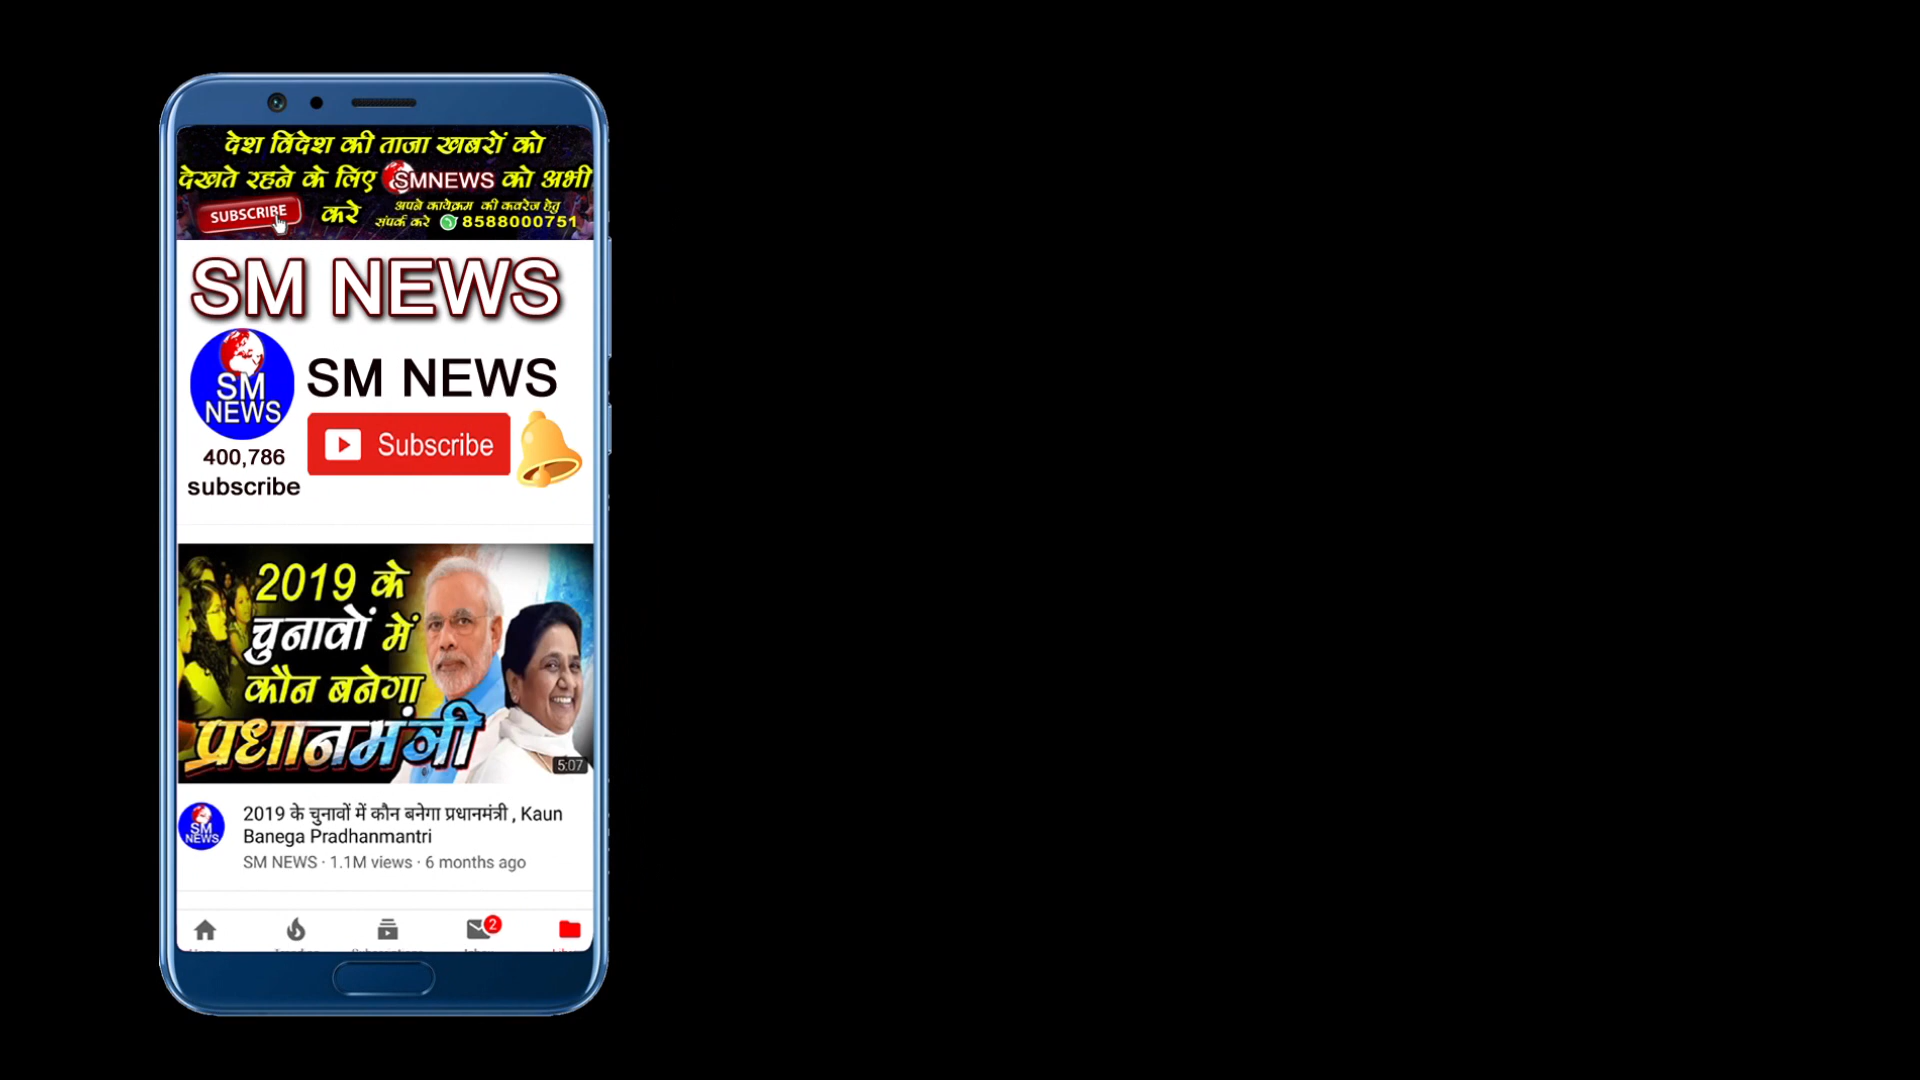 देश विदेश की ताजा खबरों को
देखते रहने के लिए SMNEWS को अभी
SUBSCRIBE करे
अपने कार्यक्रम की कवरेज हेतु
संपर्क करे 8588000751
SM NEWS
SM NEWS
SM
NEWS
Subscribe
400,786
subscribe
2019 के
चुनावों में
कौन बनेगा
प्रधानमंत्री
5:07
SM
NEWS
2019 के चुनावों में कौन बनेगा प्रधानमंत्री , Kaun
Banega Pradhanmantri
SM NEWS · 1.1M views · 6 months ago
2